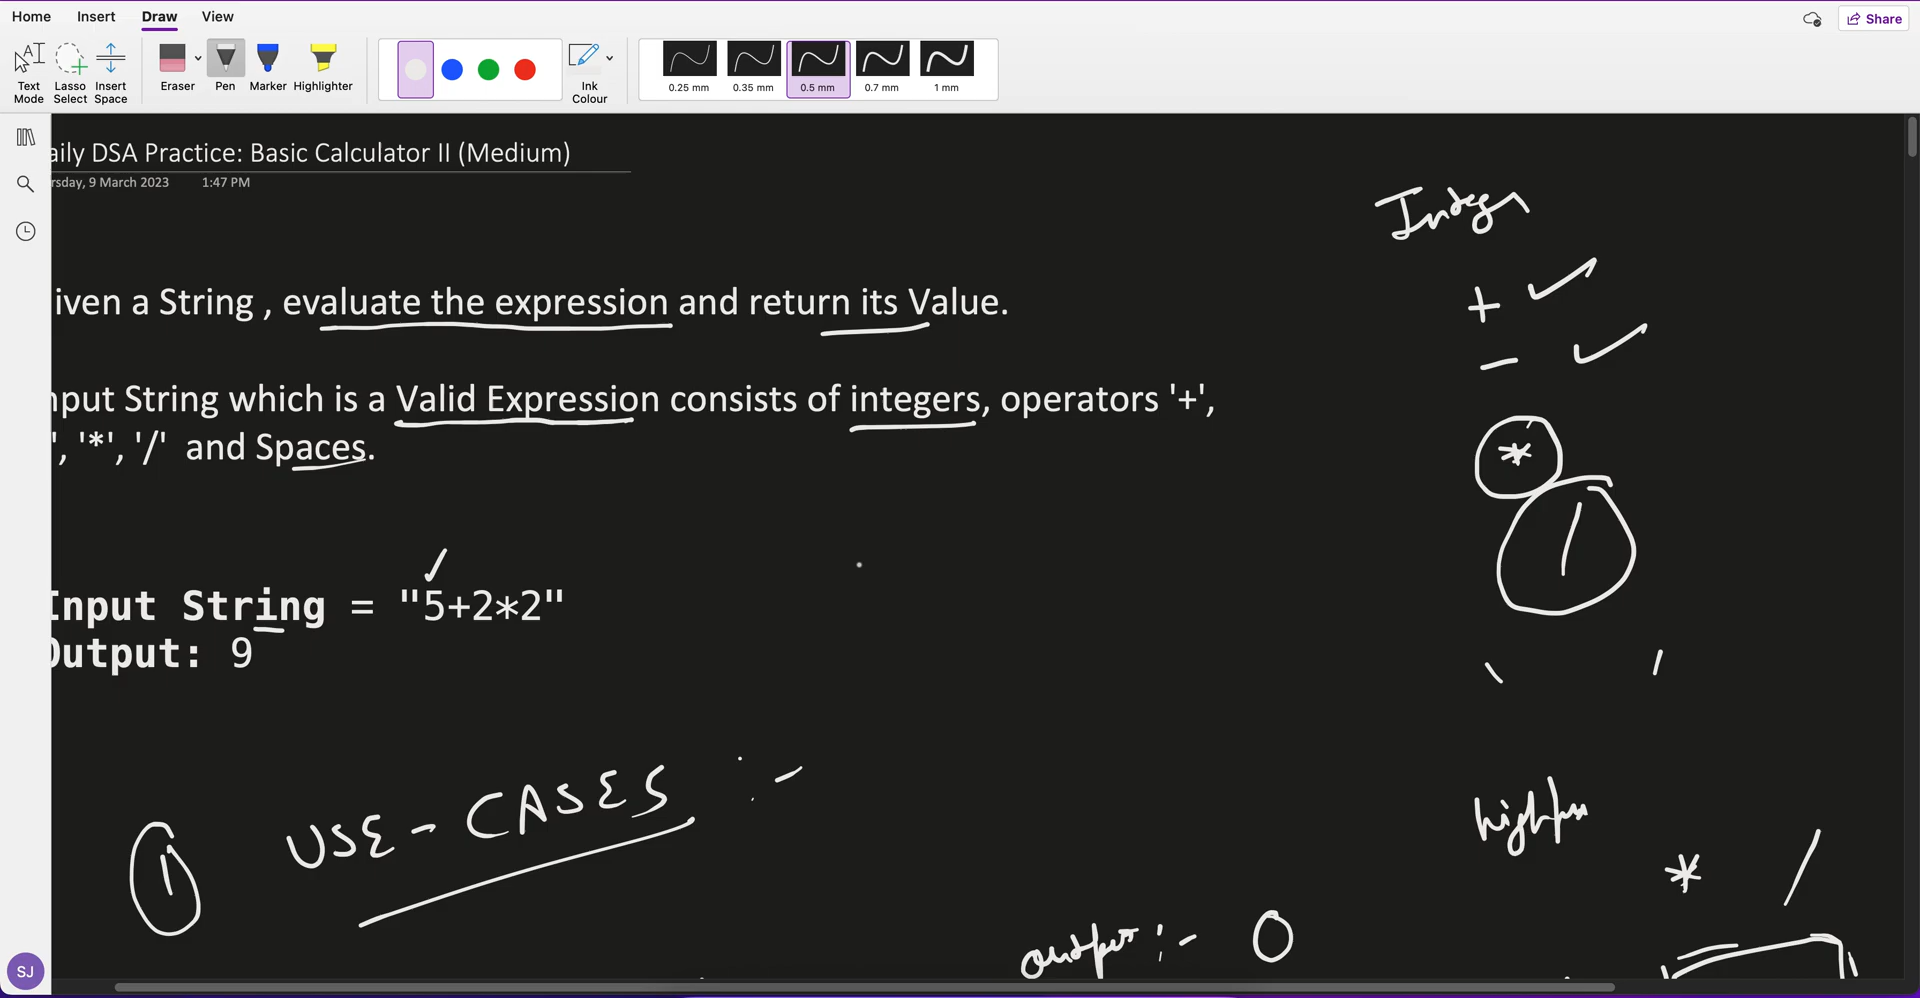 Home Insert Draw View
Share
Text Mode
Lasso Select
Insert Space
Eraser
Pen
Marker
Highlighter
Ink Colour
0.25 mm
0.35 mm
0.5 mm
0.7 mm
1 mm
aily DSA Practice: Basic Calculator II (Medium)
rsday, 9 March 2023 1:47 PM
iven a String , evaluate the expression and return its Value.
nput String which is a Valid Expression consists of integers, operators '+',
', '*', '/' and Spaces.
Input String = "5+2*2"
Output: 9
+
-
*
/
① USE-CASES :-
* /
output :- 0
SJ